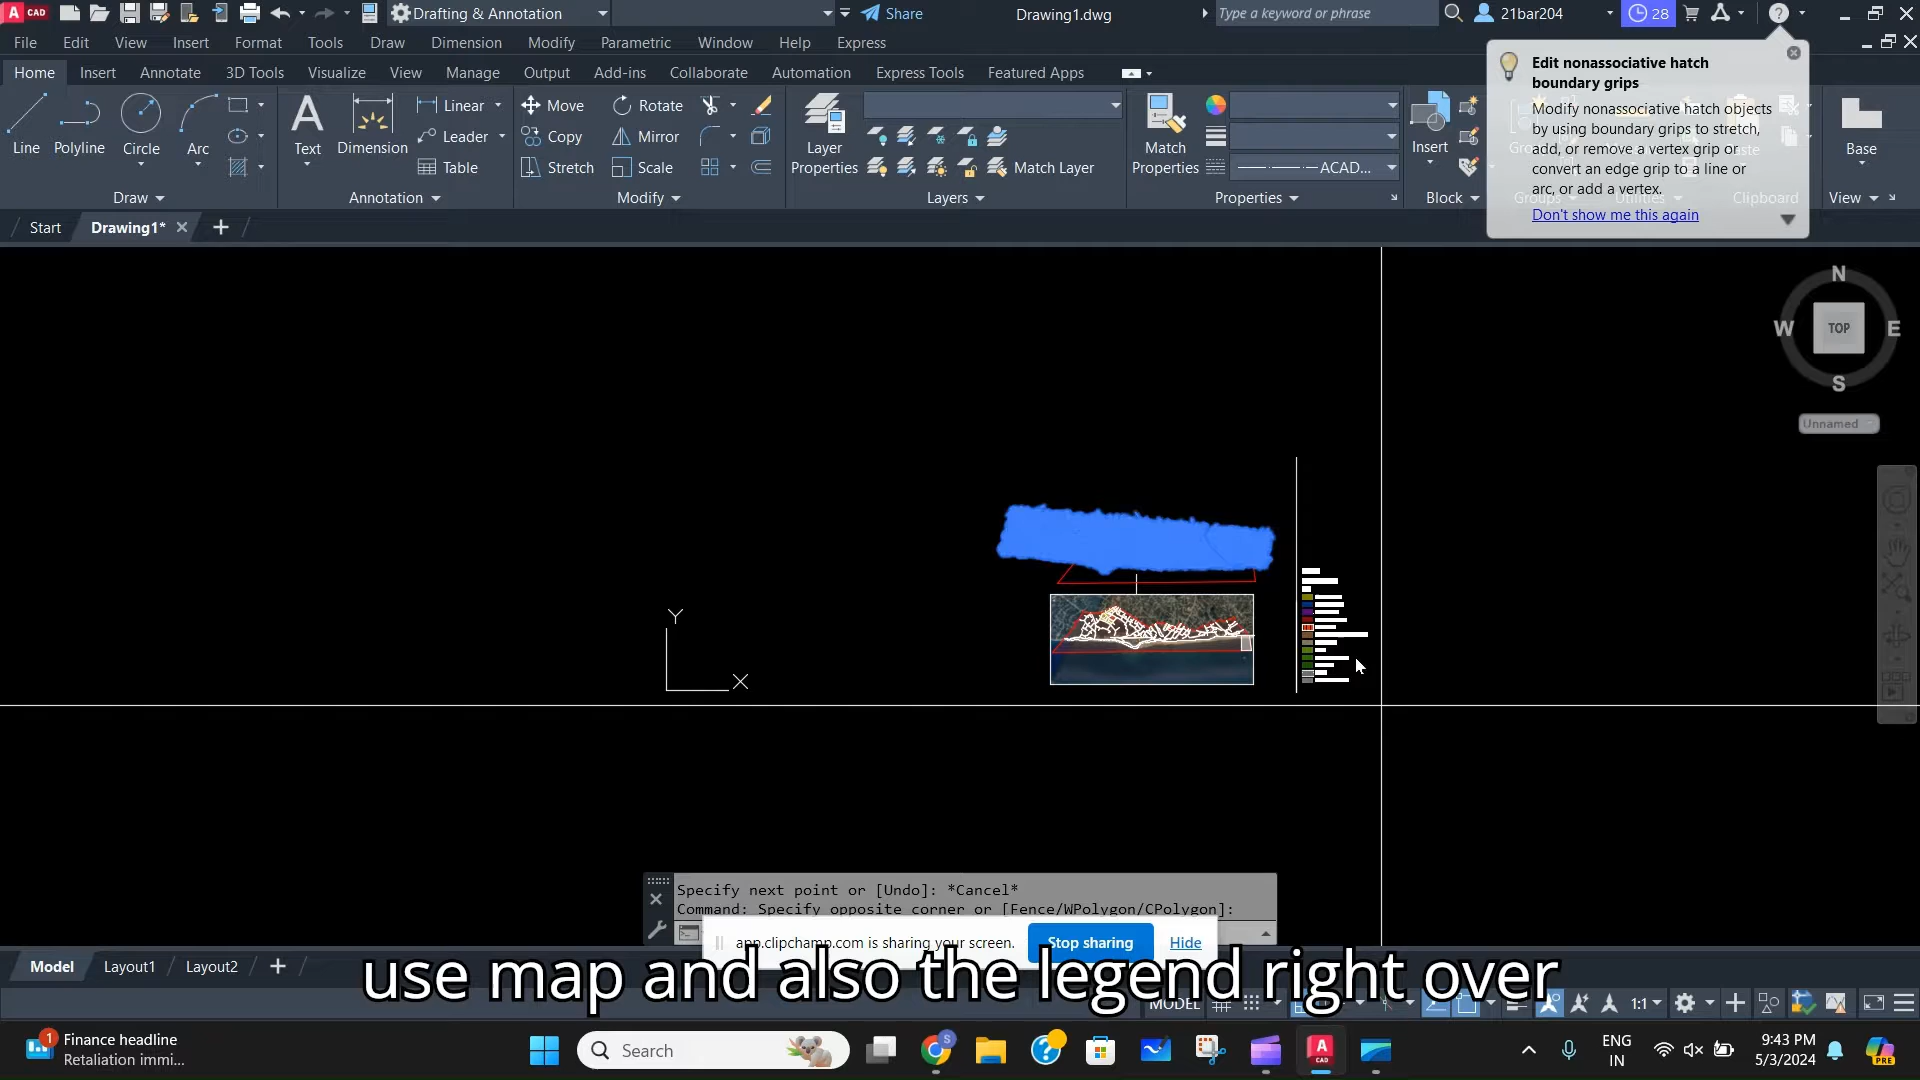 A CAD
Drafting & Annotation
Share
Drawing1.dwg
Type a keyword or phrase
21bar204
28
File Edit View Insert Format Tools Draw Dimension Modify Parametric Window Help Express
Home Insert Annotate 3D Tools Visualize View Manage Output Add-ins Collaborate Automation Express Tools Featured Apps
Line Polyline Circle Arc
Draw
Text Dimension
Linear
Leader
Table
Annotation
Move Rotate
Copy Mirror
Stretch Scale
Modify
Layer
Properties
Match Layer
Layers
Match
Properties
ACAD...
Properties
Insert
Block
Groups
Utilities
Clipboard
Base
View
Edit nonassociative hatch
boundary grips
Modify nonassociative hatch objects
by using boundary grips to stretch,
add, or remove a vertex grip or
convert an edge grip to a line or
arc, or add a vertex.
Don't show me this again
Start Drawing1*
N
W TOP E
S
Unnamed
Y
X
Specify next point or [Undo]: *Cancel*
Command: Specify opposite corner or [Fence/WPolygon/CPolygon]:
app.clipchamp.com is sharing your screen. Stop sharing Hide
Model Layout1 Layout2
use map and also the legend right over
MODEL
1:1
1
Finance headline
Retaliation immi...
Search
ENG
IN
9:43 PM
5/3/2024
PRE